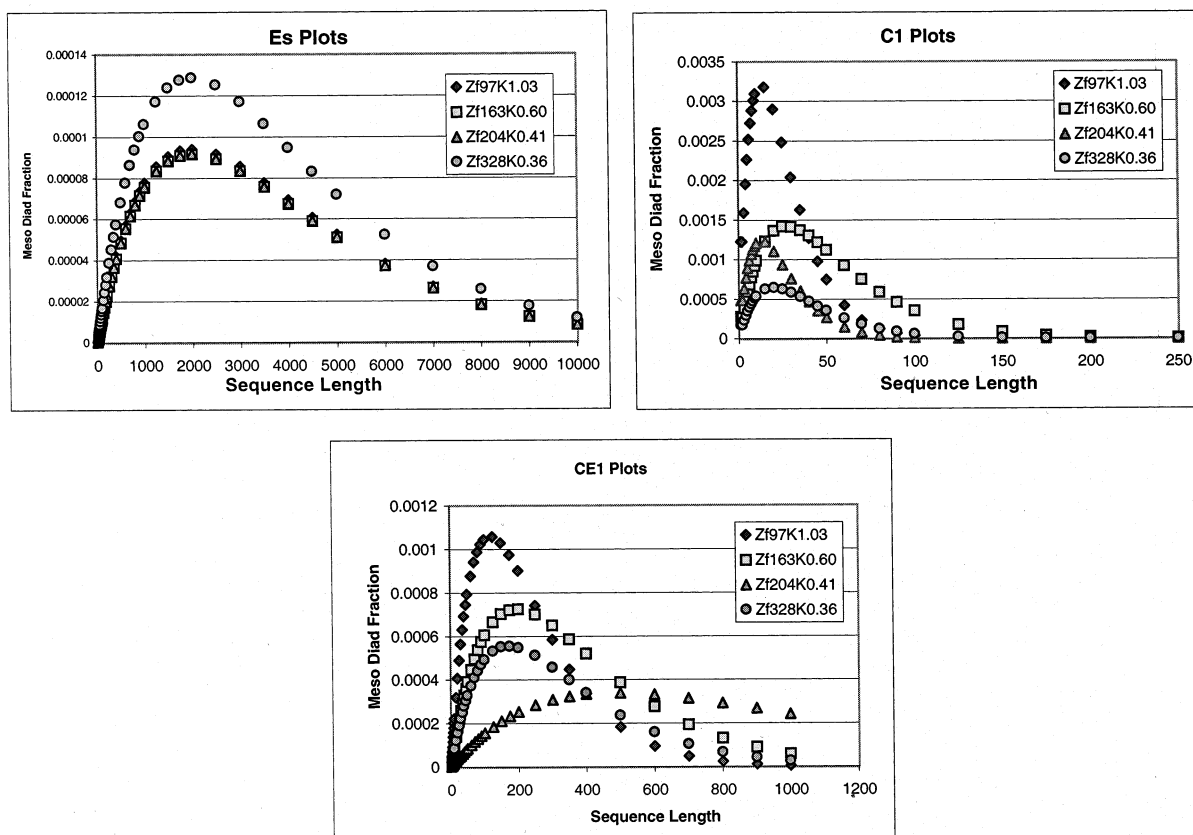 Es Plots
0.00014
0.00012
0.0001
0.00008
0.00006
0.00004
0.00002
0
Meso Diad Fraction
Zf97K1.03
Zf163K0.60
Zf204K0.41
Zf328K0.36
0 1000 2000 3000 4000 5000 6000 7000 8000 9000 10000
Sequence Length
C1 Plots
0.0035
0.003
0.0025
0.002
0.0015
0.001
0.0005
0
Meso Diad Fraction
Zf97K1.03
Zf163K0.60
Zf204K0.41
Zf328K0.36
0 50 100 150 200 250
Sequence Length
CE1 Plots
0.0012
0.001
0.0008
0.0006
0.0004
0.0002
0
Meso Diad Fraction
Zf97K1.03
Zf163K0.60
Zf204K0.41
Zf328K0.36
0 200 400 600 800 1000 1200
Sequence Length